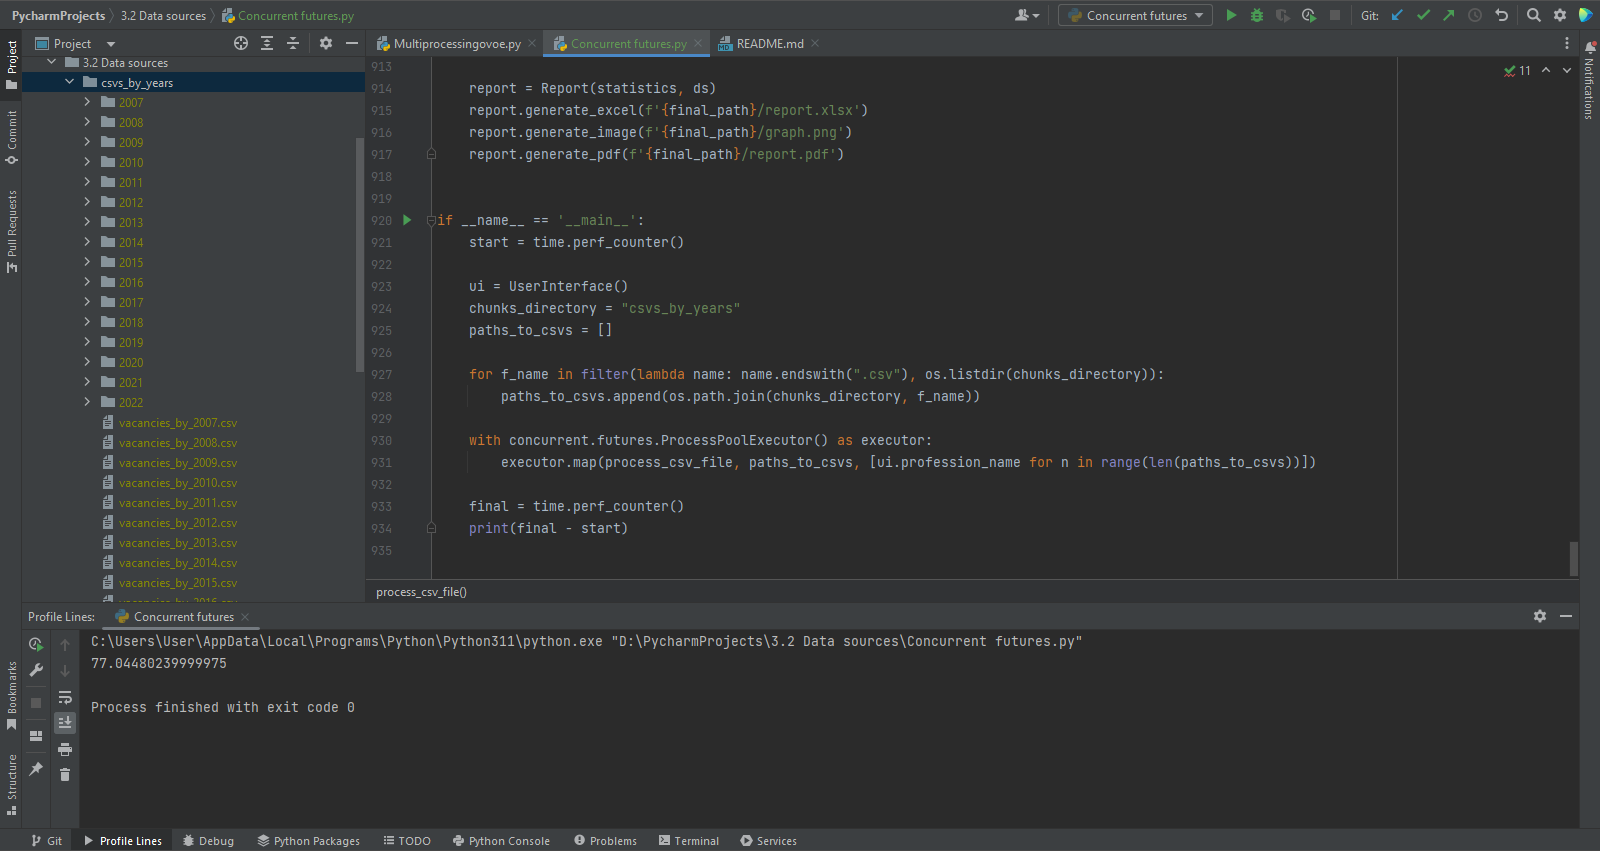 PycharmProjects 3.2 Data sources Concurrent futures.py
Concurrent futures
Git:
Project
Multiprocessingovoe.py
Concurrent futures.py
README.md
Project
Commit
Pull Requests
Bookmarks
Structure
Notifications
3.2 Data sources
csvs_by_years
2007
2008
2009
2010
2011
2012
2013
2014
2015
2016
2017
2018
2019
2020
2021
2022
vacancies_by_2007.csv
vacancies_by_2008.csv
vacancies_by_2009.csv
vacancies_by_2010.csv
vacancies_by_2011.csv
vacancies_by_2012.csv
vacancies_by_2013.csv
vacancies_by_2014.csv
vacancies_by_2015.csv
vacancies_by_2016.csv
11
913
914 report = Report(statistics, ds)
915 report.generate_excel(f'{final_path}/report.xlsx')
916 report.generate_image(f'{final_path}/graph.png')
917 report.generate_pdf(f'{final_path}/report.pdf')
918
919
920 if __name__ == '__main__':
921 start = time.perf_counter()
922
923 ui = UserInterface()
924 chunks_directory = "csvs_by_years"
925 paths_to_csvs = []
926
927 for f_name in filter(lambda name: name.endswith(".csv"), os.listdir(chunks_directory)):
928 paths_to_csvs.append(os.path.join(chunks_directory, f_name))
929
930 with concurrent.futures.ProcessPoolExecutor() as executor:
931 executor.map(process_csv_file, paths_to_csvs, [ui.profession_name for n in range(len(paths_to_csvs))])
932
933 final = time.perf_counter()
934 print(final - start)
935
process_csv_file()
Profile Lines: Concurrent futures
C:\Users\User\AppData\Local\Programs\Python\Python311\python.exe "D:\PycharmProjects\3.2 Data sources\Concurrent futures.py"
77.04480239999975
Process finished with exit code 0
Git Profile Lines Debug Python Packages TODO Python Console Problems Terminal Services